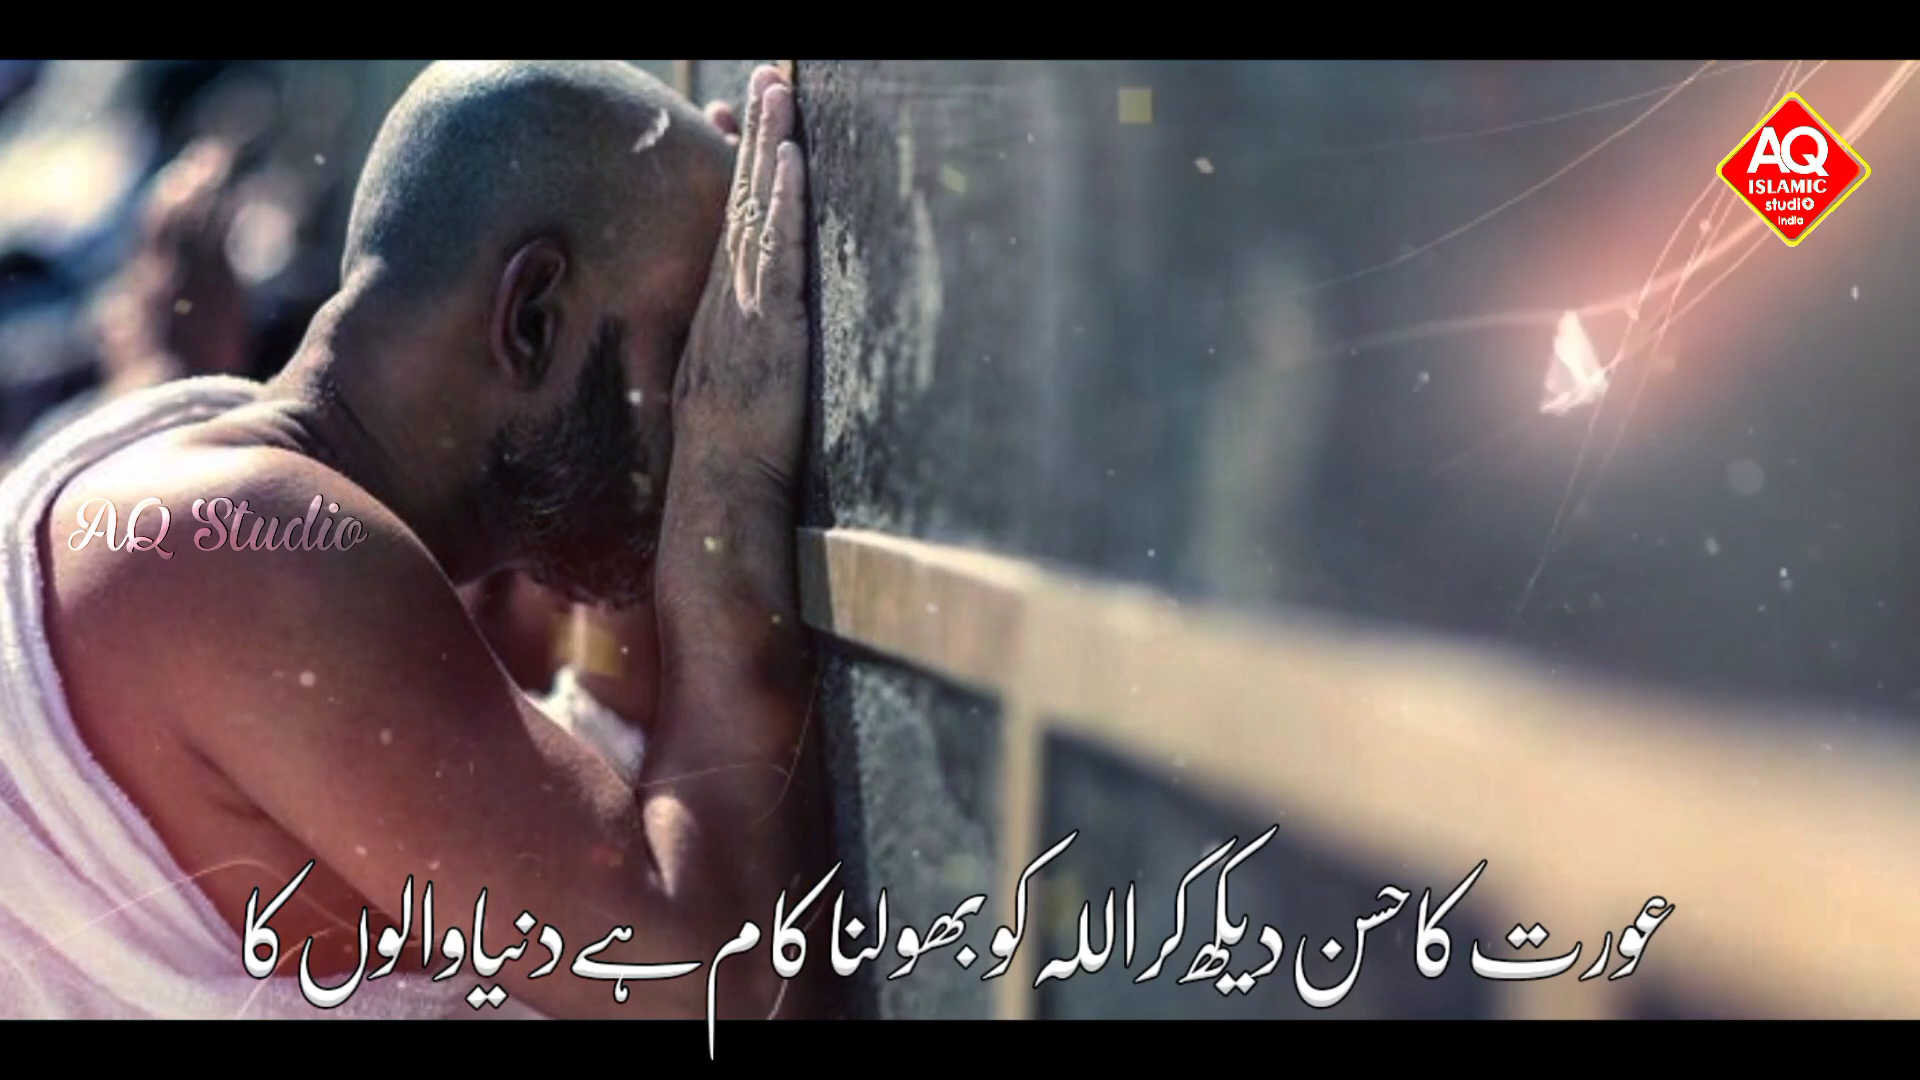 AQ
ISLAMIC
studio
india
AQ Studio
عورت کا حسن دیکھ کر اللہ کو بھولنا کام ہے دنیا والوں کا